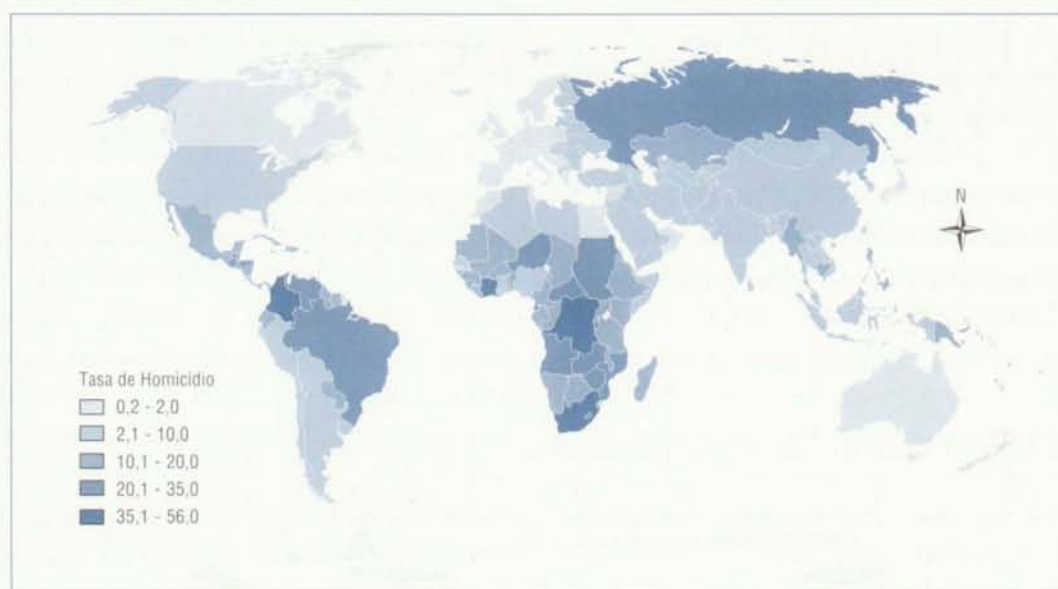 N
Tasa de Homicidio
0,2 - 2,0
2,1 - 10,0
10,1 - 20,0
20,1 - 35,0
35,1 - 56,0